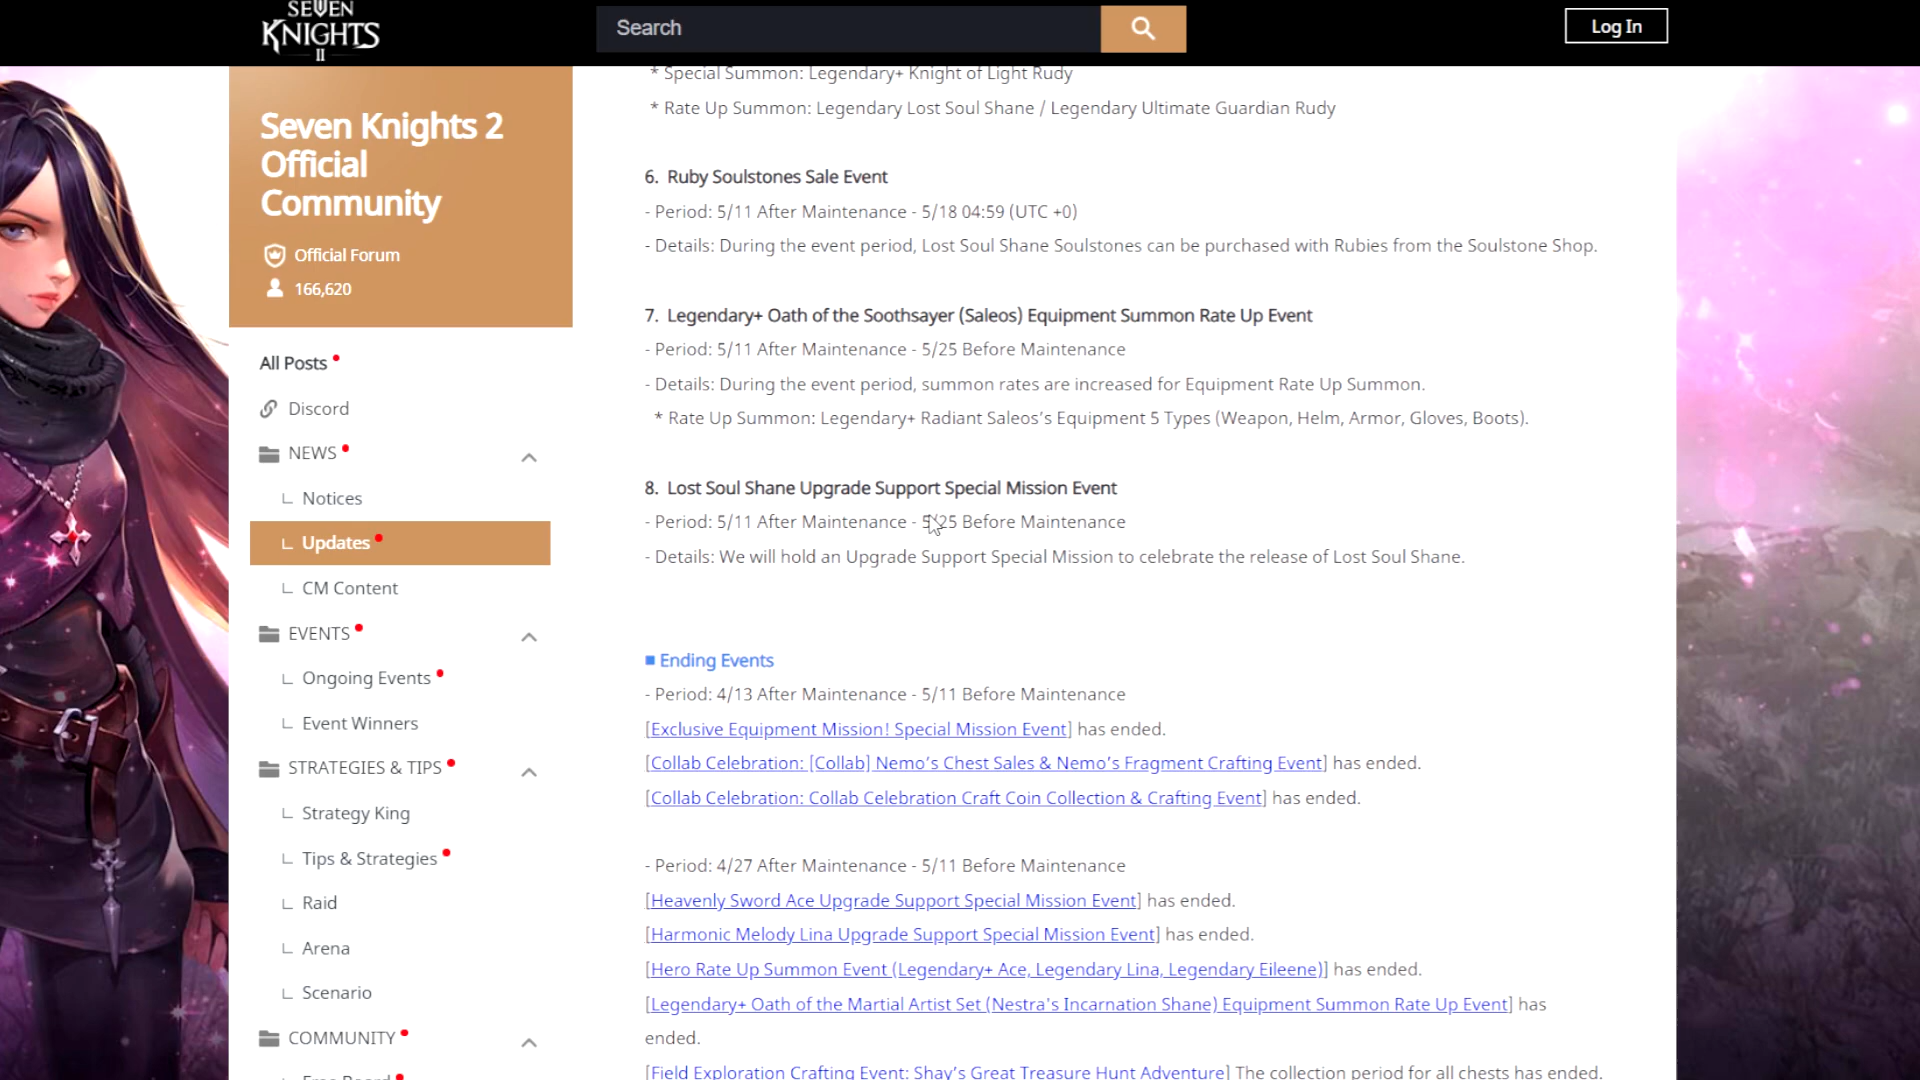 SEVEN
KNIGHTS
II
Search
Log In
Seven Knights 2
Official
Community
Official Forum
166,620
All Posts
Discord
NEWS
Notices
Updates
CM Content
EVENTS
Ongoing Events
Event Winners
STRATEGIES & TIPS
Strategy King
Tips & Strategies
Raid
Arena
Scenario
COMMUNITY
Free Board
* Special Summon: Legendary+ Knight of Light Rudy
* Rate Up Summon: Legendary Lost Soul Shane / Legendary Ultimate Guardian Rudy
6. Ruby Soulstones Sale Event
- Period: 5/11 After Maintenance - 5/18 04:59 (UTC +0)
- Details: During the event period, Lost Soul Shane Soulstones can be purchased with Rubies from the Soulstone Shop.
7. Legendary+ Oath of the Soothsayer (Saleos) Equipment Summon Rate Up Event
- Period: 5/11 After Maintenance - 5/25 Before Maintenance
- Details: During the event period, summon rates are increased for Equipment Rate Up Summon.
* Rate Up Summon: Legendary+ Radiant Saleos's Equipment 5 Types (Weapon, Helm, Armor, Gloves, Boots).
8. Lost Soul Shane Upgrade Support Special Mission Event
- Period: 5/11 After Maintenance - 5/25 Before Maintenance
- Details: We will hold an Upgrade Support Special Mission to celebrate the release of Lost Soul Shane.
■ Ending Events
- Period: 4/13 After Maintenance - 5/11 Before Maintenance
[Exclusive Equipment Mission! Special Mission Event] has ended.
[Collab Celebration: [Collab] Nemo's Chest Sales & Nemo's Fragment Crafting Event] has ended.
[Collab Celebration: Collab Celebration Craft Coin Collection & Crafting Event] has ended.
- Period: 4/27 After Maintenance - 5/11 Before Maintenance
[Heavenly Sword Ace Upgrade Support Special Mission Event] has ended.
[Harmonic Melody Lina Upgrade Support Special Mission Event] has ended.
[Hero Rate Up Summon Event (Legendary+ Ace, Legendary Lina, Legendary Eileene)] has ended.
[Legendary+ Oath of the Martial Artist Set (Nestra's Incarnation Shane) Equipment Summon Rate Up Event] has
ended.
[Field Exploration Crafting Event: Shay's Great Treasure Hunt Adventure] The collection period for all chests has ended.